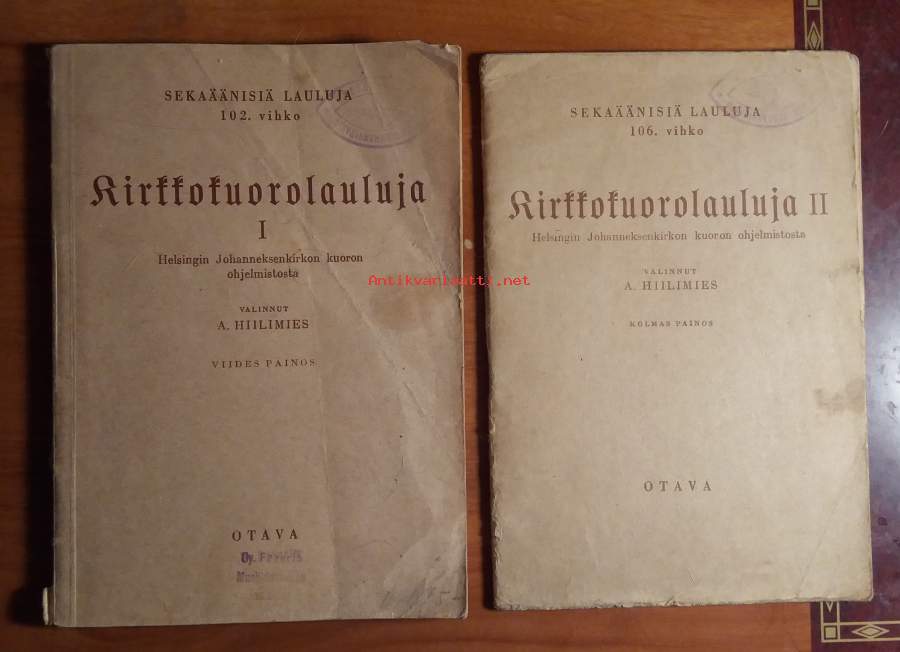 SEKAÄÄNISIÄ LAULUJA
102. vihko
Kirkkokuorolauluja
I
Helsingin Johanneksenkirkon kuoron
ohjelmistosta
VALINNUT
A. HIILIMIES
VIIDES PAINOS
OTAVA
Oy.
SEKAÄÄNISIÄ LAULUJA
106. vihko
Kirkkokuorolauluja II
Helsingin Johanneksenkirkon kuoron ohjelmistosta
VALINNUT
A. HIILIMIES
KOLMAS PAINOS
OTAVA
Antikvariaatti.net